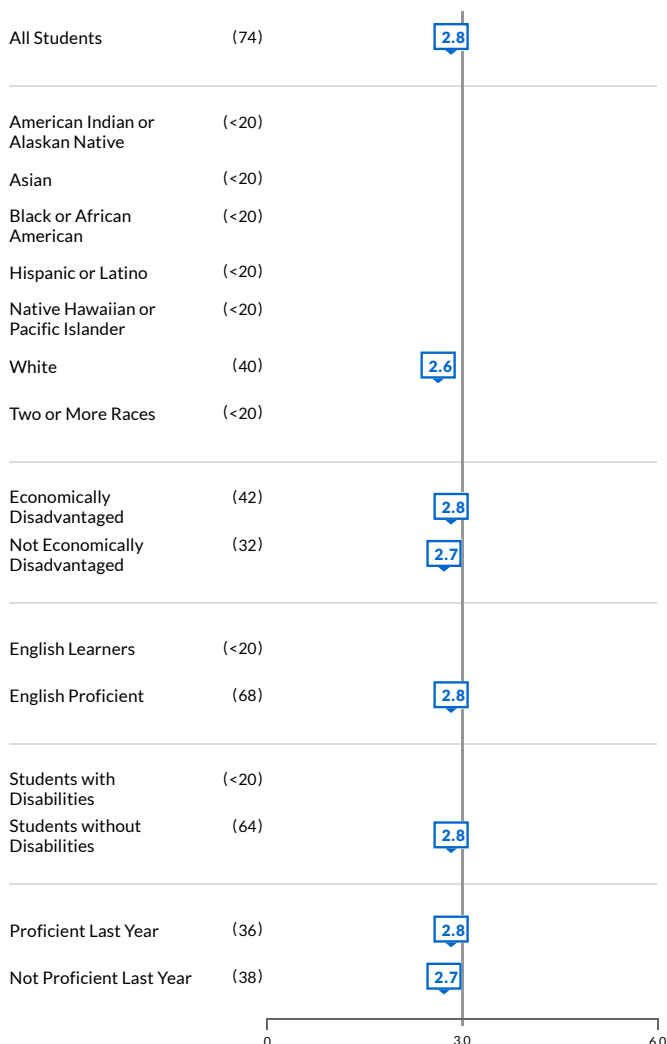 All Students (74) 2.8
American Indian or (<20)
Alaskan Native
Asian (<20)
Black or African (<20)
American
Hispanic or Latino (<20)
Native Hawaiian or (<20)
Pacific Islander
White (40) 2.6
Two or More Races (<20)
Economically (42) 2.8
Disadvantaged
Not Economically (32) 2.7
Disadvantaged
English Learners (<20)
English Proficient (68) 2.8
Students with (<20)
Disabilities
Students without (64) 2.8
Disabilities
Proficient Last Year (36) 2.8
Not Proficient Last Year (38) 2.7
0 3.0 6.0